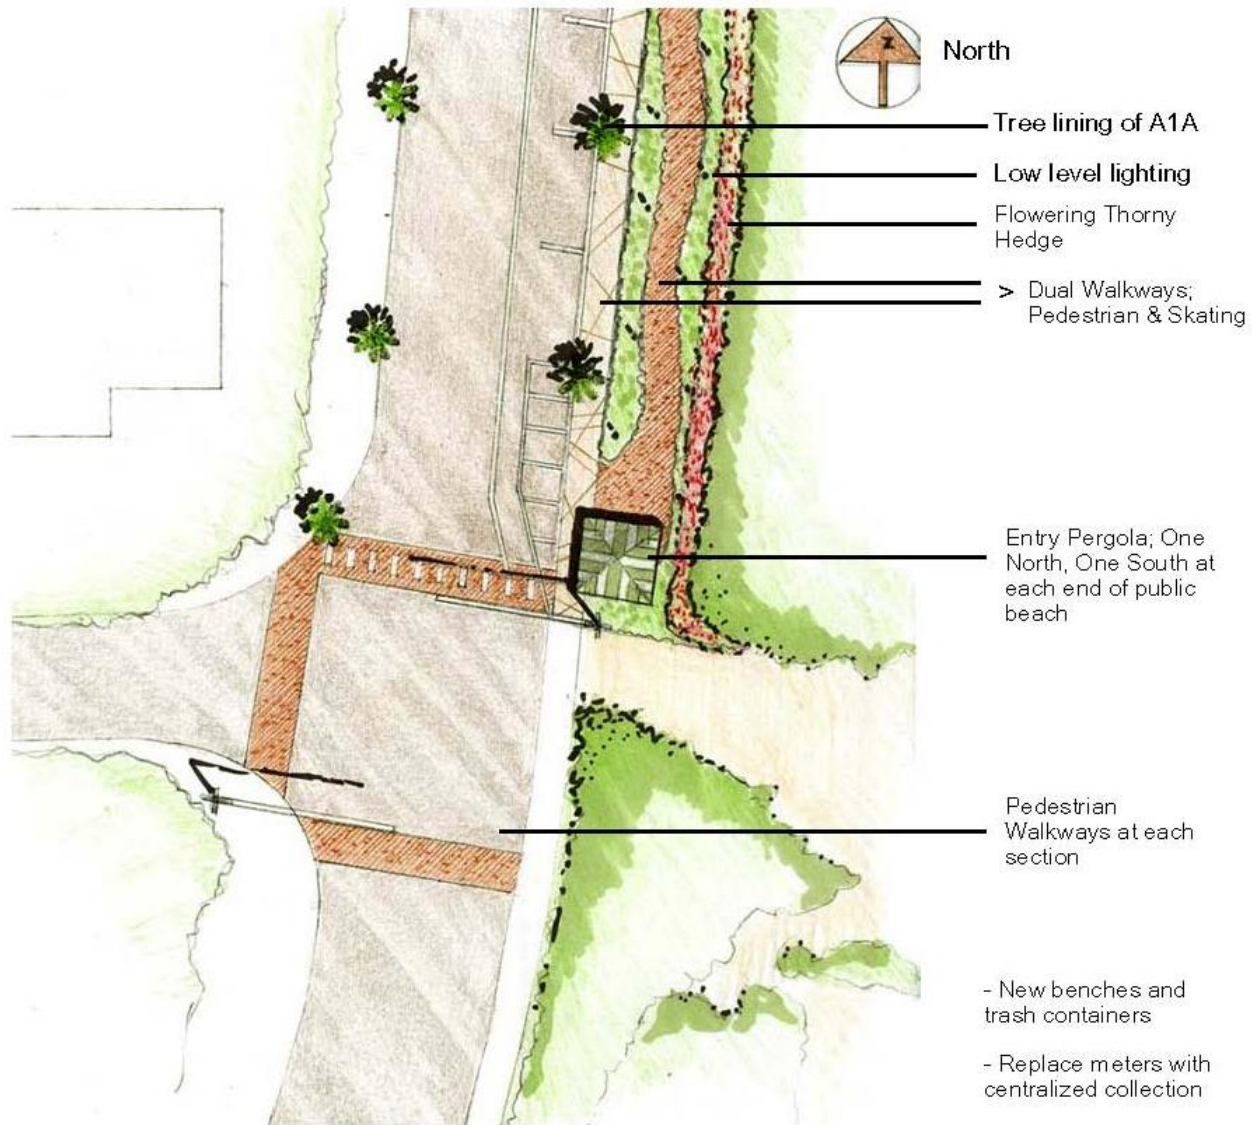 N
North
Tree lining of A1A
Low level lighting
Flowering Thorny
Hedge
> Dual Walkways;
Pedestrian & Skating
Entry Pergola; One
North, One South at
each end of public
beach
Pedestrian
Walkways at each
section
- New benches and
trash containers
- Replace meters with
centralized collection